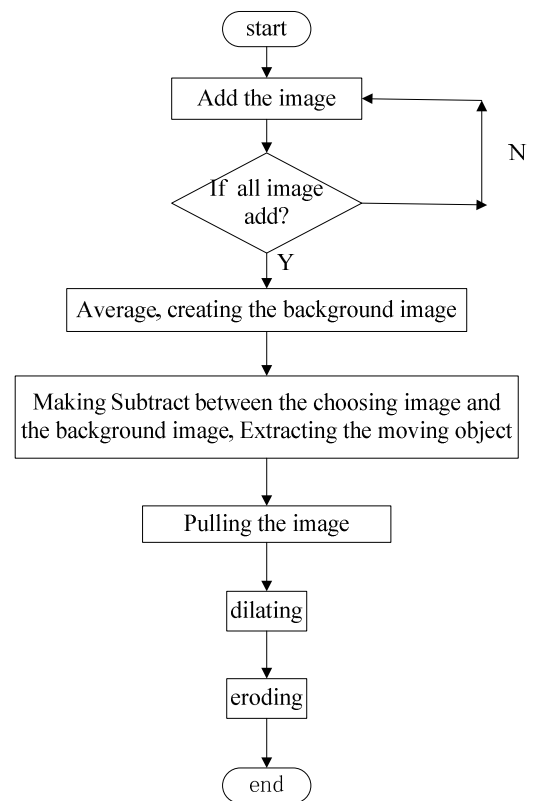 start
Add the image
N
If all image
add?
Y
Average, creating the background image
Making Subtract between the choosing image and
the background image, Extracting the moving object
Pulling the image
dilating
eroding
end